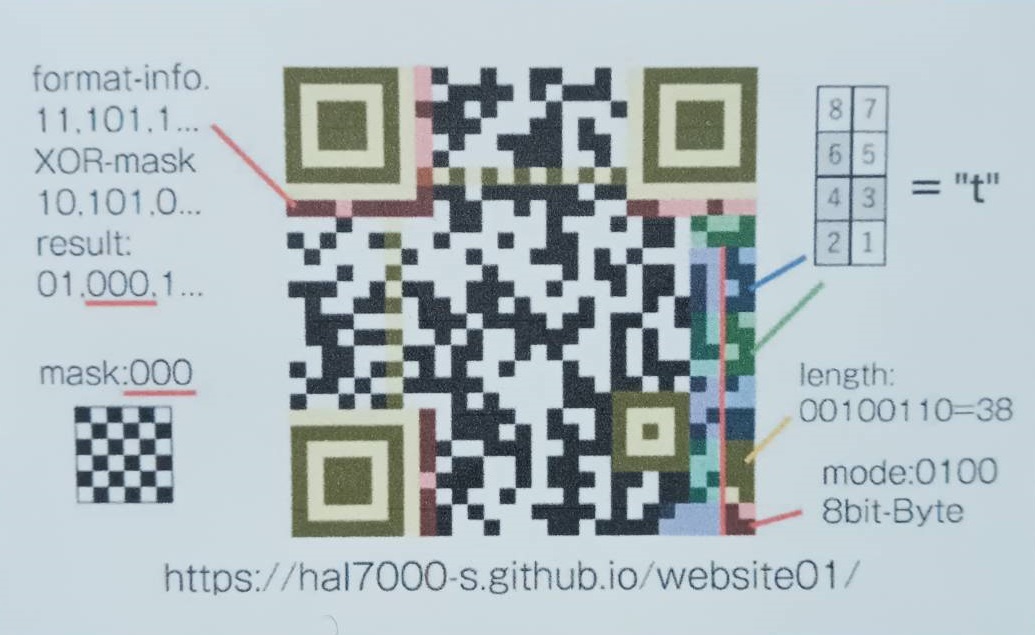 format-info.
11,101,1...
XOR-mask
10,101,0...
result:
01,000,1...
mask:000
8 7
6 5
4 3
2 1
= "t"
length:
00100110=38
mode:0100
8bit-Byte
https://hal7000-s.github.io/website01/